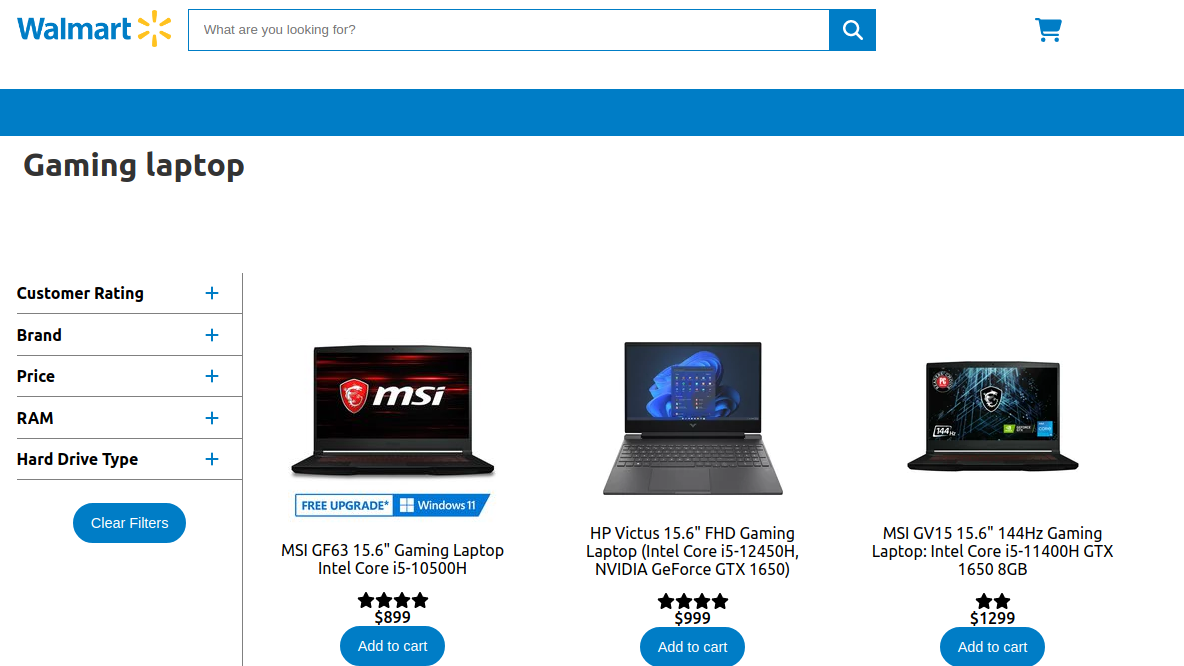 Walmart
What are you looking for?
Gaming laptop
Customer Rating
Brand
Price
RAM
Hard Drive Type
Clear Filters
msi
FREE UPGRADE* Windows 11
MSI GF63 15.6" Gaming Laptop
Intel Core i5-10500H
$899
Add to cart
HP Victus 15.6" FHD Gaming
Laptop (Intel Core i5-12450H,
NVIDIA GeForce GTX 1650)
$999
Add to cart
PC
144Hz
CORE
MSI GV15 15.6" 144Hz Gaming
Laptop: Intel Core i5-11400H GTX
1650 8GB
$1299
Add to cart